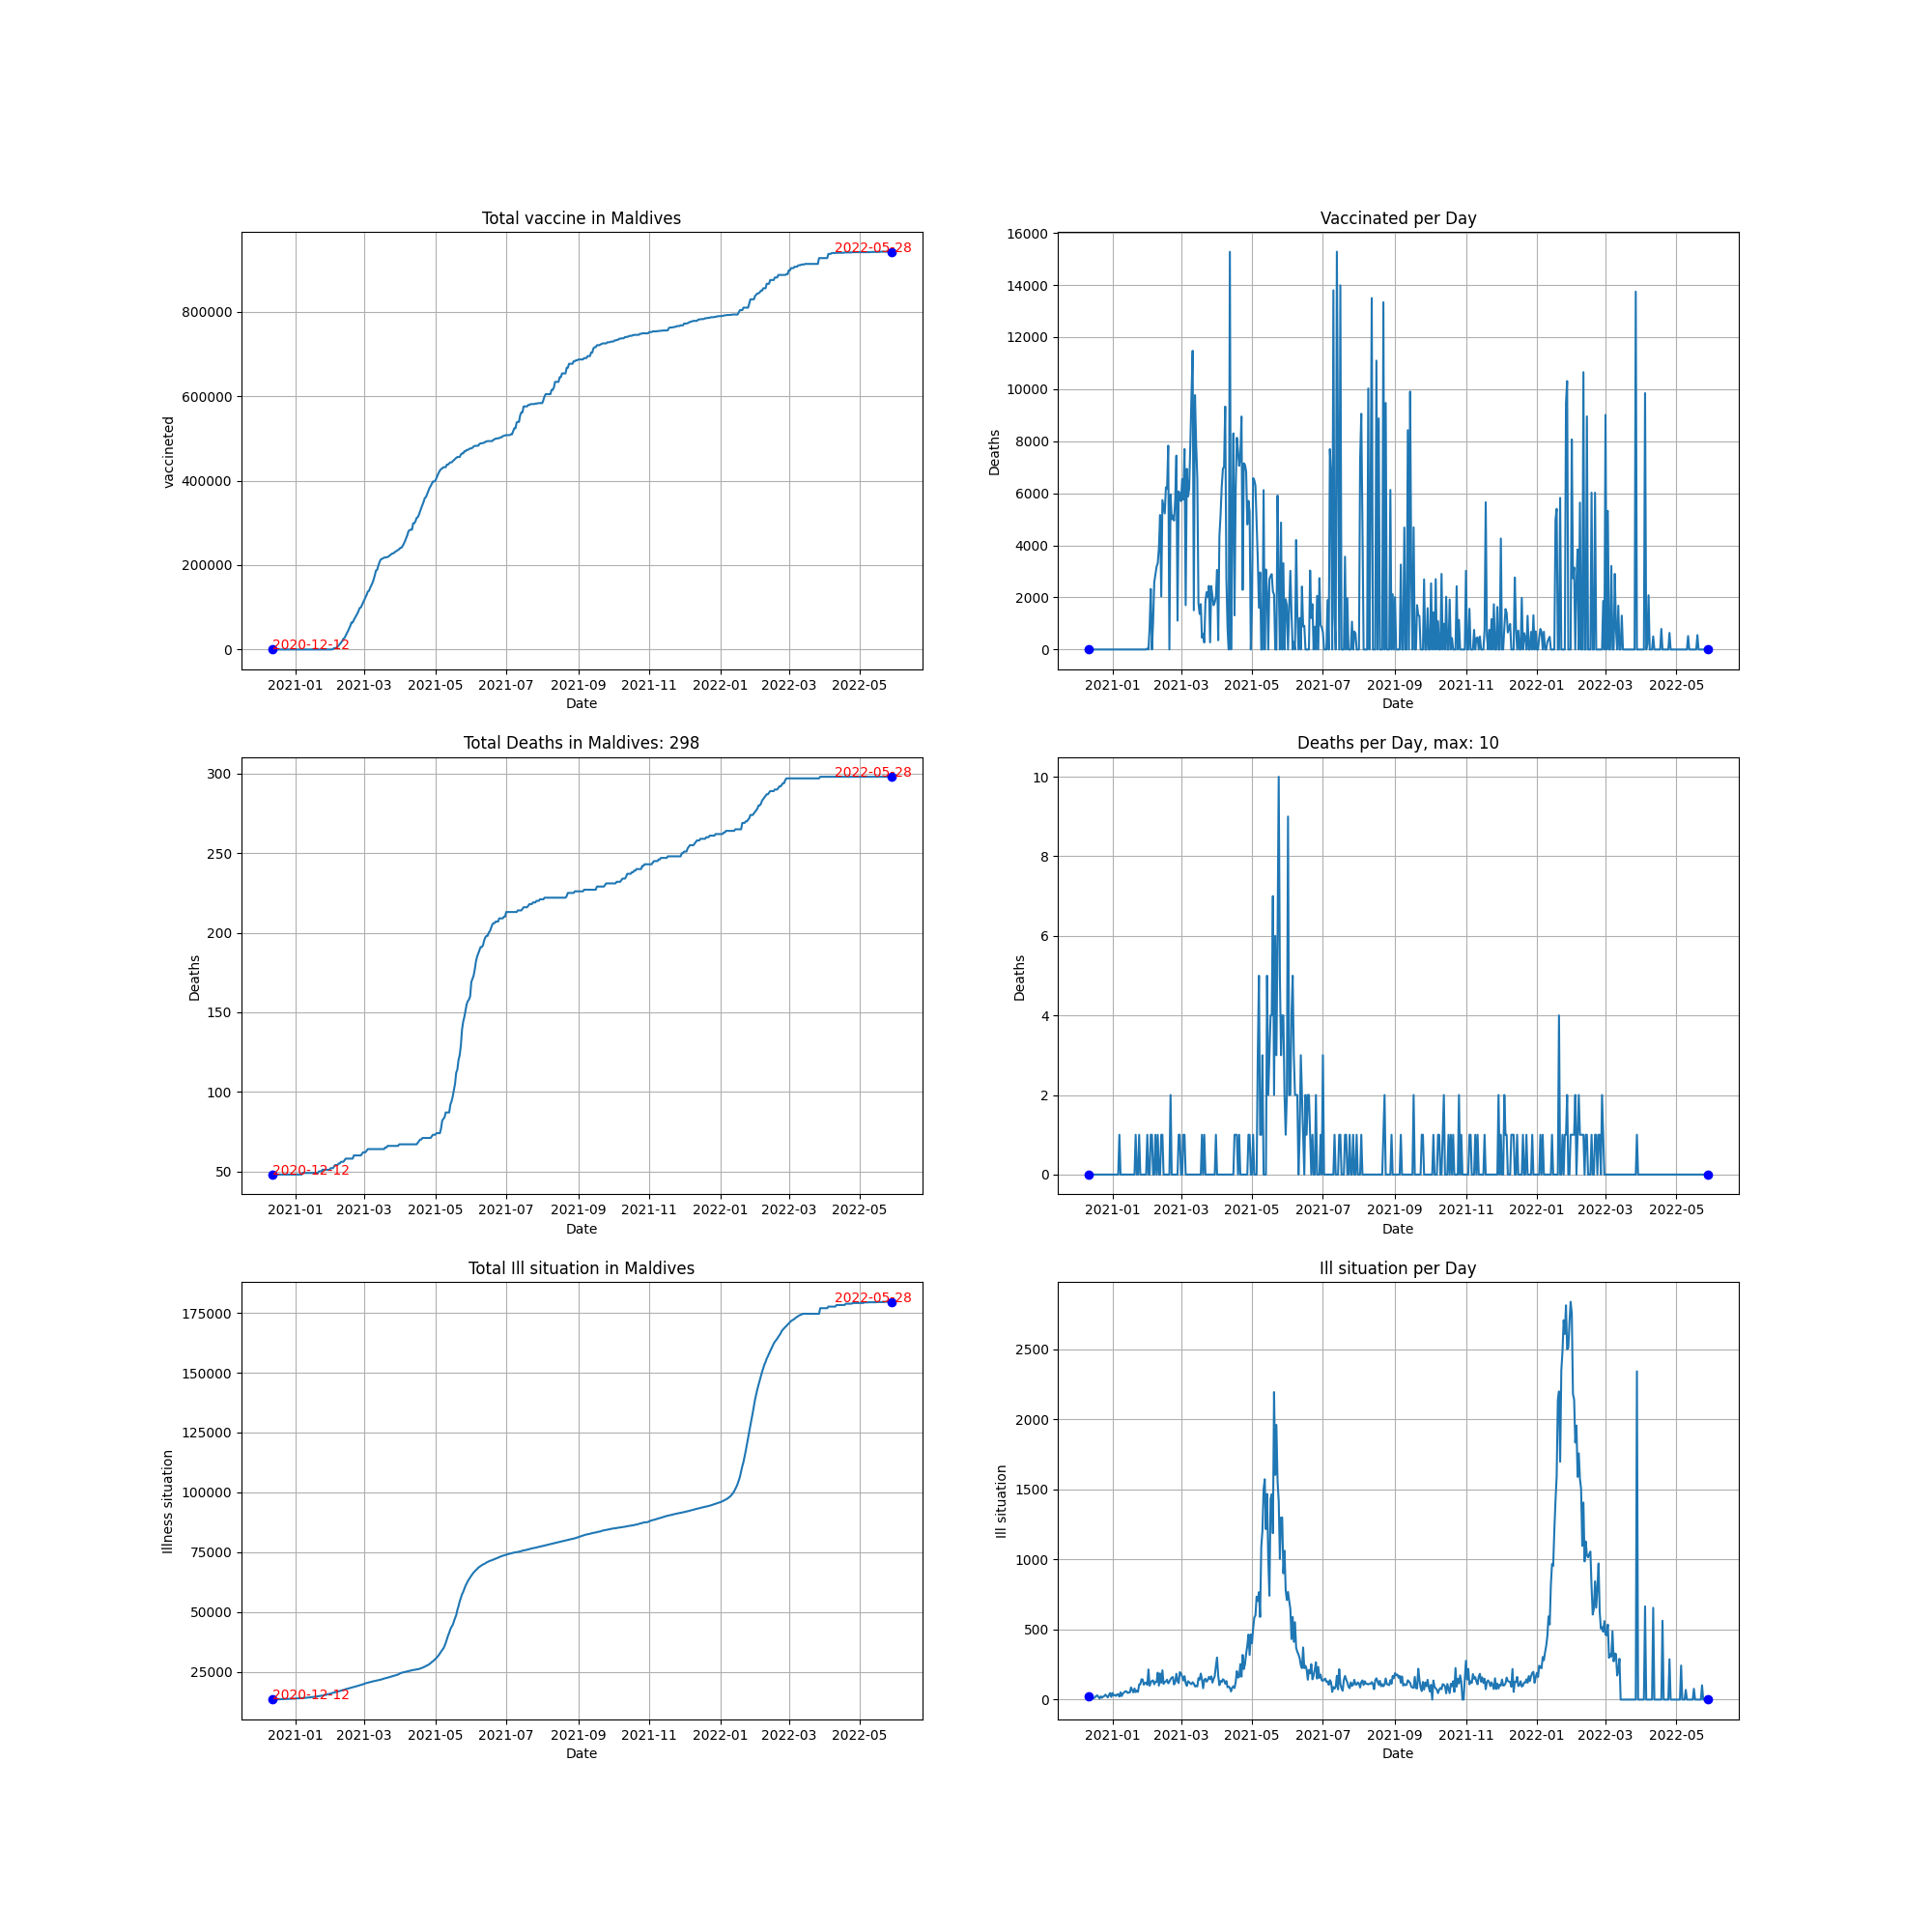 Total vaccine in Maldives
vaccineted
800000
600000
400000
200000
0
2020-12-12
2022-05-28
2021-01 2021-03 2021-05 2021-07 2021-09 2021-11 2022-01 2022-03 2022-05
Date
Vaccinated per Day
Deaths
16000
14000
12000
10000
8000
6000
4000
2000
0
2021-01 2021-03 2021-05 2021-07 2021-09 2021-11 2022-01 2022-03 2022-05
Date
Total Deaths in Maldives: 298
Deaths
300
250
200
150
100
50
2020-12-12
2022-05-28
2021-01 2021-03 2021-05 2021-07 2021-09 2021-11 2022-01 2022-03 2022-05
Date
Deaths per Day, max: 10
Deaths
10
8
6
4
2
0
2021-01 2021-03 2021-05 2021-07 2021-09 2021-11 2022-01 2022-03 2022-05
Date
Total Ill situation in Maldives
Illness situation
175000
150000
125000
100000
75000
50000
25000
2020-12-12
2022-05-28
2021-01 2021-03 2021-05 2021-07 2021-09 2021-11 2022-01 2022-03 2022-05
Date
Ill situation per Day
Ill situation
2500
2000
1500
1000
500
0
2021-01 2021-03 2021-05 2021-07 2021-09 2021-11 2022-01 2022-03 2022-05
Date